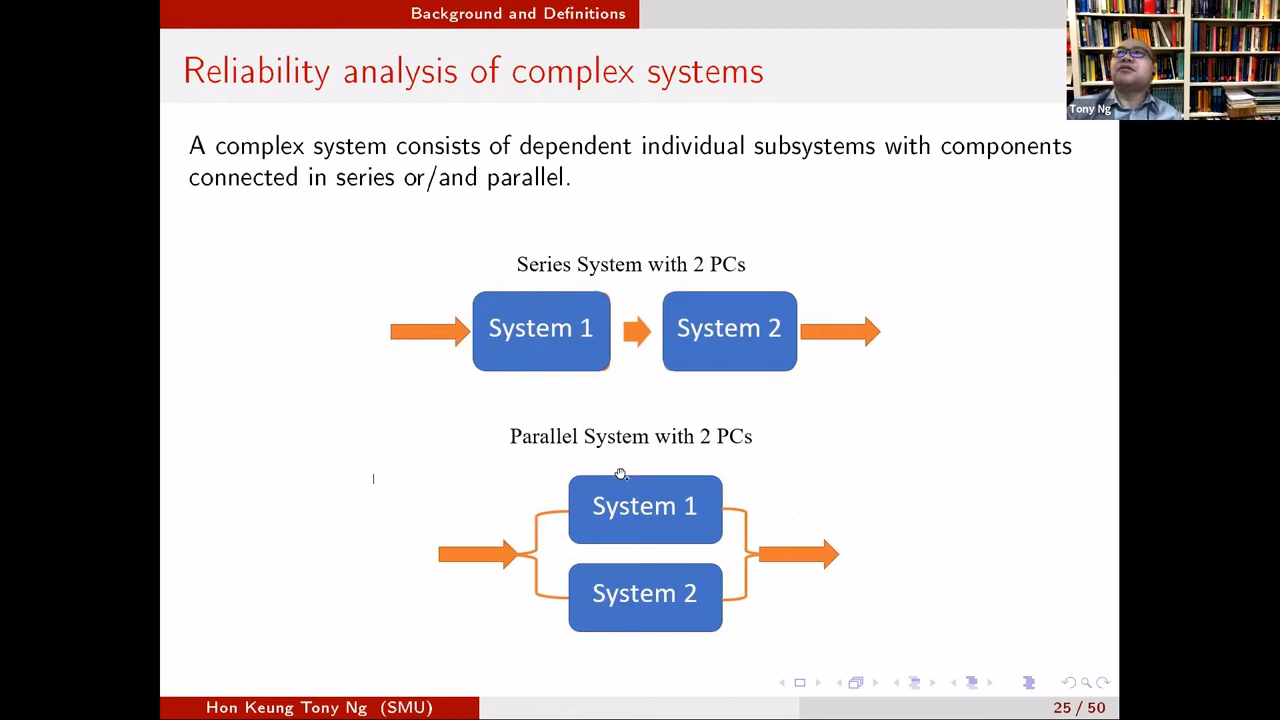 Background and Definitions
Reliability analysis of complex systems
Tony Ng
A complex system consists of dependent individual subsystems with components
connected in series or/and parallel.
Series System with 2 PCs
System 1
System 2
Parallel System with 2 PCs
System 1
System 2
Hon Keung Tony Ng (SMU)
25 / 50